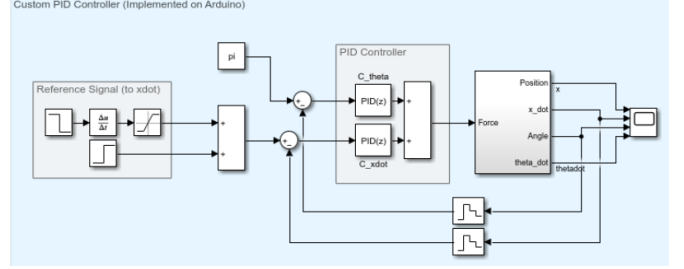 Custom PID Controller (Implemented on Arduino)
pi
PID Controller
Reference Signal (to xdot)
C_theta
PID(z)
PID(z)
C_xdot
Δu
Δt
+
+
+
-
+
-
+
+
Force
Position
x_dot
Angle
theta_dot
x
thetadot